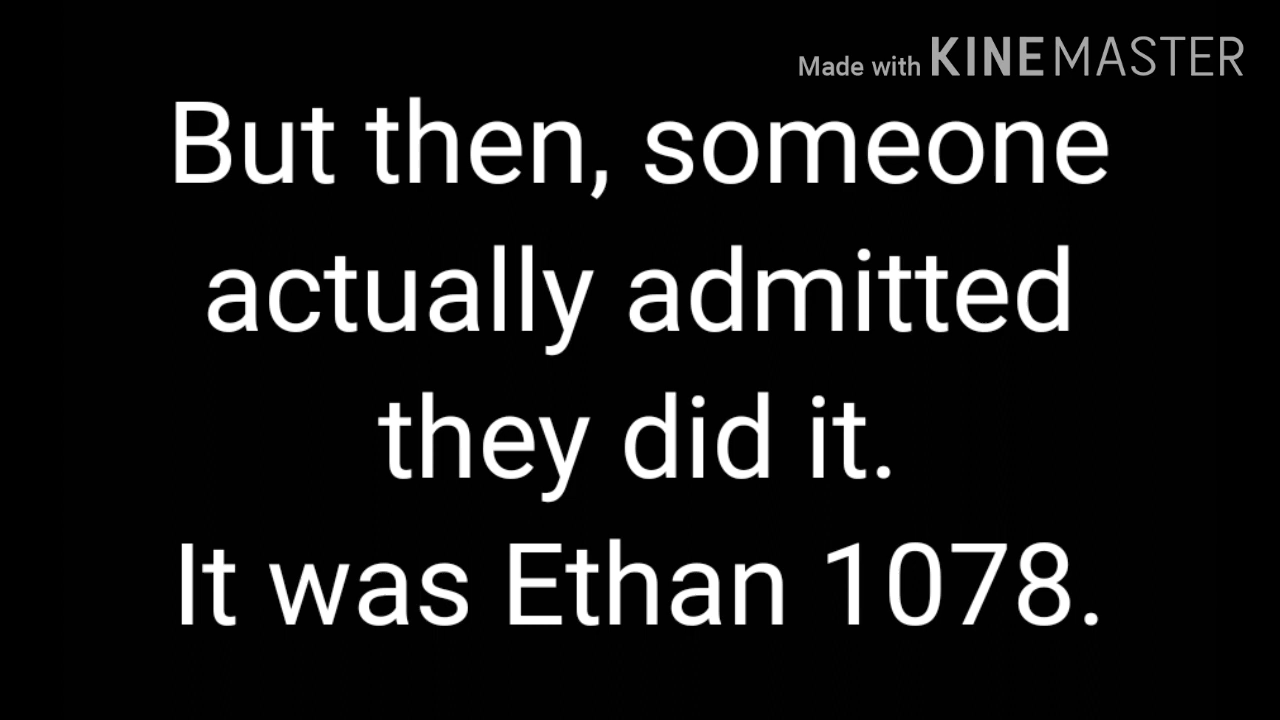 Made with KINEMASTER
But then, someone
actually admitted
they did it.
It was Ethan 1078.